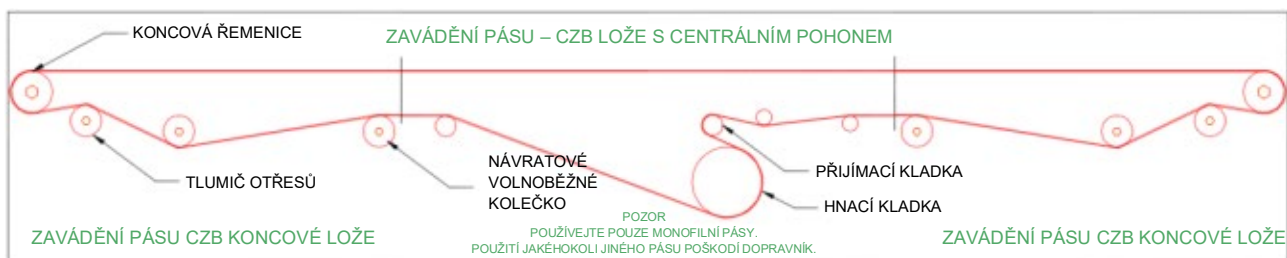 KONCOVÁ ŘEMENICE
ZAVÁDĚNÍ PÁSU – CZB LOŽE S CENTRÁLNÍM POHONEM
TLUMIČ OTŘESŮ
NÁVRATOVÉ
VOLNOBĚŽNÉ
KOLEČKO
PŘIJÍMACÍ KLADKA
HNACÍ KLADKA
ZAVÁDĚNÍ PÁSU CZB KONCOVÉ LOŽE
POZOR
POUŽÍVEJTE POUZE MONOFILNÍ PÁSY.
POUŽITÍ JAKÉHOKOLI JINÉHO PÁSU POŠKODÍ DOPRAVNÍK.
ZAVÁDĚNÍ PÁSU CZB KONCOVÉ LOŽE